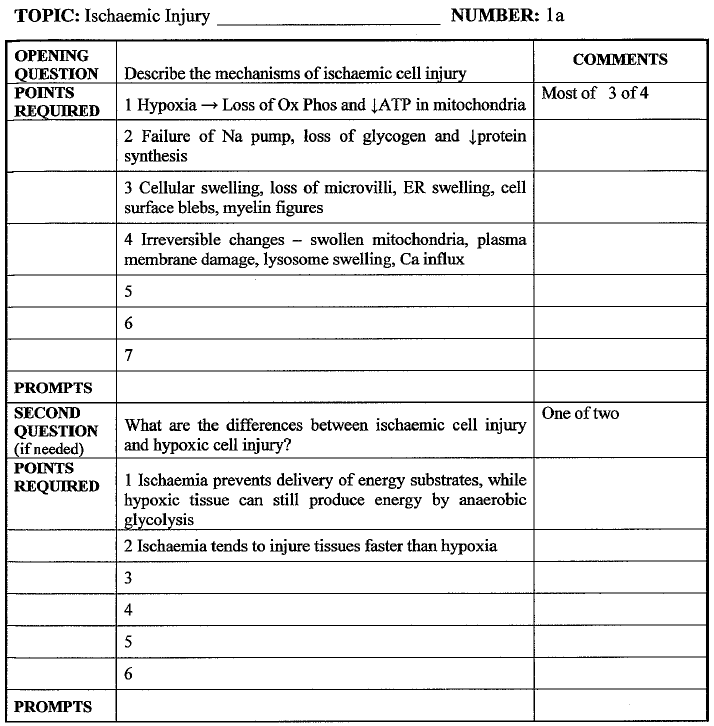 TOPIC: Ischaemic Injury NUMBER: 1a
OPENING QUESTION
Describe the mechanisms of ischaemic cell injury
COMMENTS
POINTS REQUIRED
1 Hypoxia → Loss of Ox Phos and ↓ATP in mitochondria
Most of 3 of 4
2 Failure of Na pump, loss of glycogen and ↓protein
synthesis
3 Cellular swelling, loss of microvilli, ER swelling, cell
surface blebs, myelin figures
4 Irreversible changes – swollen mitochondria, plasma
membrane damage, lysosome swelling, Ca influx
5
6
7
PROMPTS
SECOND
QUESTION
(if needed)
What are the differences between ischaemic cell injury
and hypoxic cell injury?
One of two
POINTS
REQUIRED
1 Ischaemia prevents delivery of energy substrates, while
hypoxic tissue can still produce energy by anaerobic
glycolysis
2 Ischaemia tends to injure tissues faster than hypoxia
3
4
5
6
PROMPTS